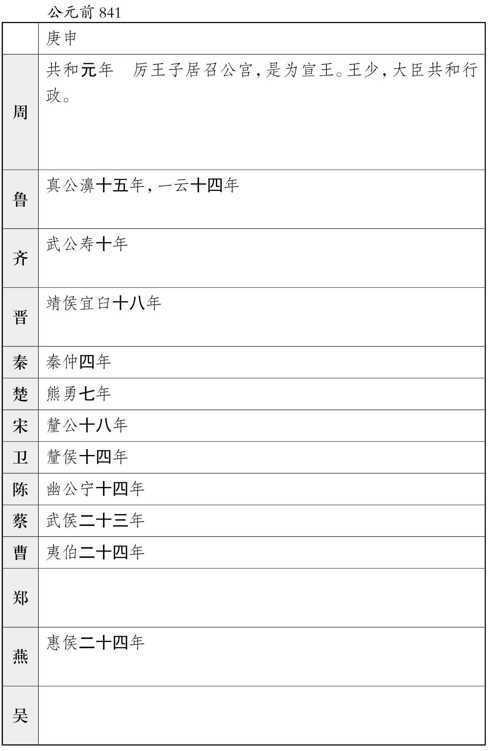 公元前 841
庚申
周
共和元年　厉王子居召公宫，是为宣王。王少，大臣共和行
政。
鲁
真公濞十五年，一云十四年
齐
武公寿十年
晋
靖侯宜臼十八年
秦
秦仲四年
楚
熊勇七年
宋
釐公十八年
卫
釐侯十四年
陈
幽公宁十四年
蔡
武侯二十三年
曹
夷伯二十四年
郑
燕
惠侯二十四年
吴